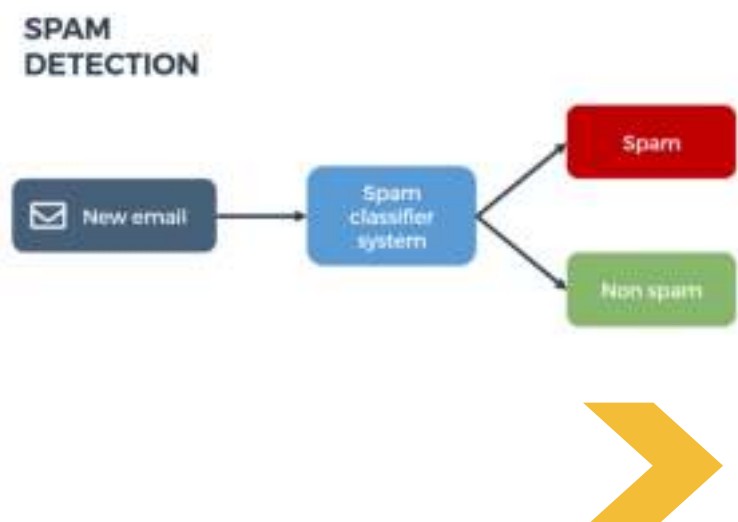 SPAM
DETECTION
New email
Spam
classifier
system
Spam
Non spam